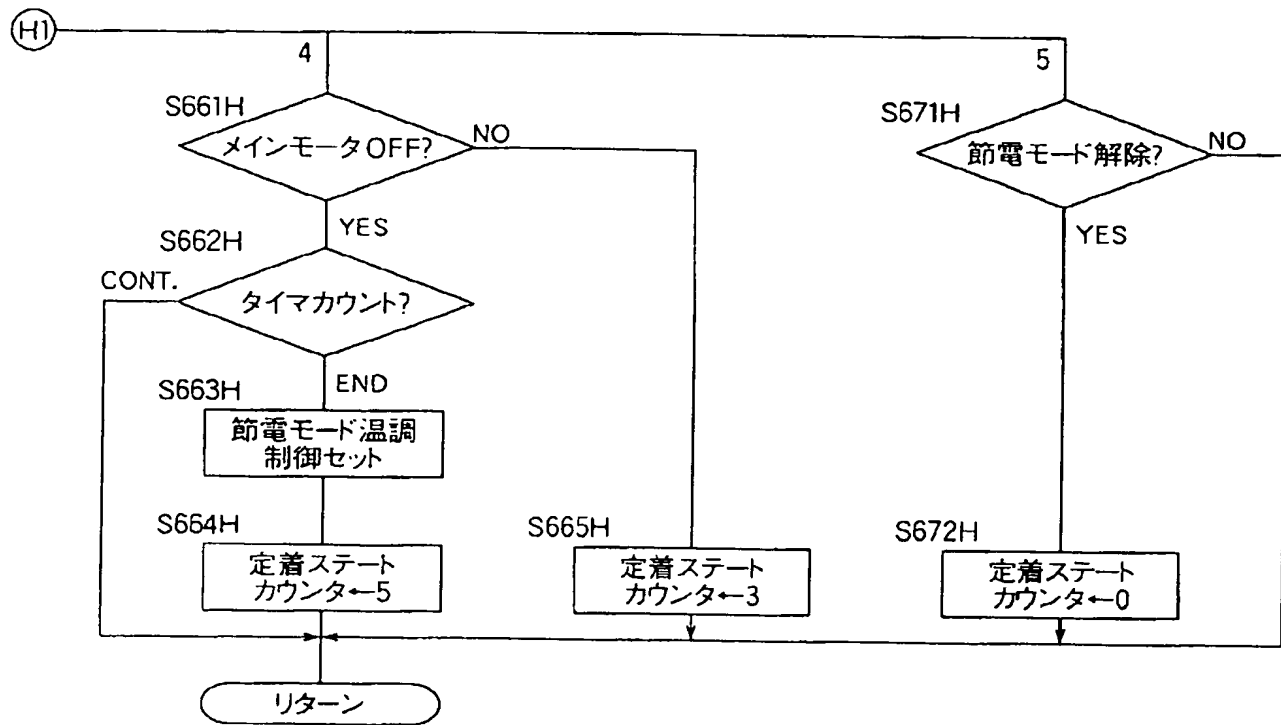 H1
4
5
S661H
メインモータOFF?
NO
S671H
節電モード解除?
NO
YES
YES
S662H
CONT.
タイマカウント?
END
S663H
節電モード温調
制御セット
S664H
定着ステート
カウンタ←5
S665H
定着ステート
カウンタ←3
S672H
定着ステート
カウンタ←0
リターン